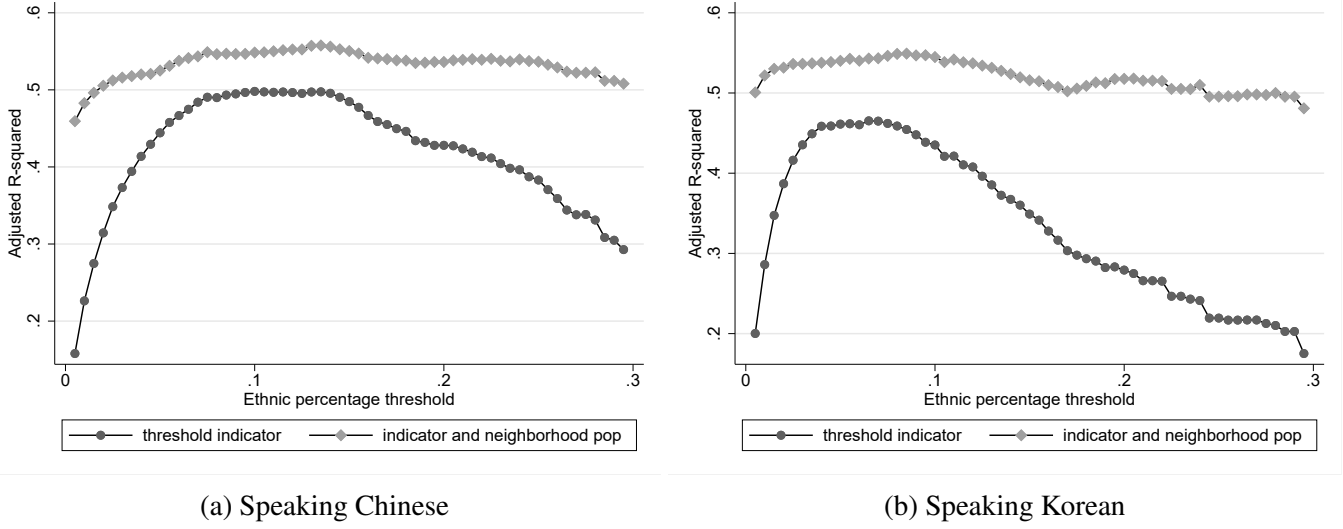 .6
.5
.4
.3
.2
Adjusted R-squared
0
.1
.2
.3
Ethnic percentage threshold
threshold indicator
indicator and neighborhood pop
(a) Speaking Chinese
.6
.5
.4
.3
.2
Adjusted R-squared
0
.1
.2
.3
Ethnic percentage threshold
threshold indicator
indicator and neighborhood pop
(b) Speaking Korean